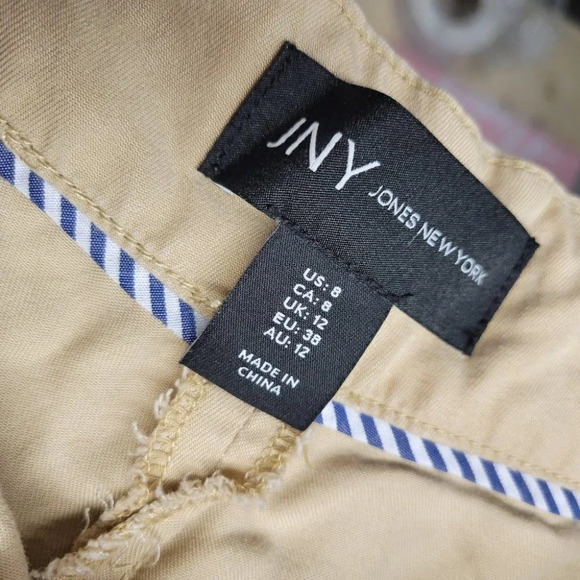 JNY JONES NEW YORK
US: 8
CA: 8
UK: 12
EU: 38
AU: 12
MADE IN
CHINA